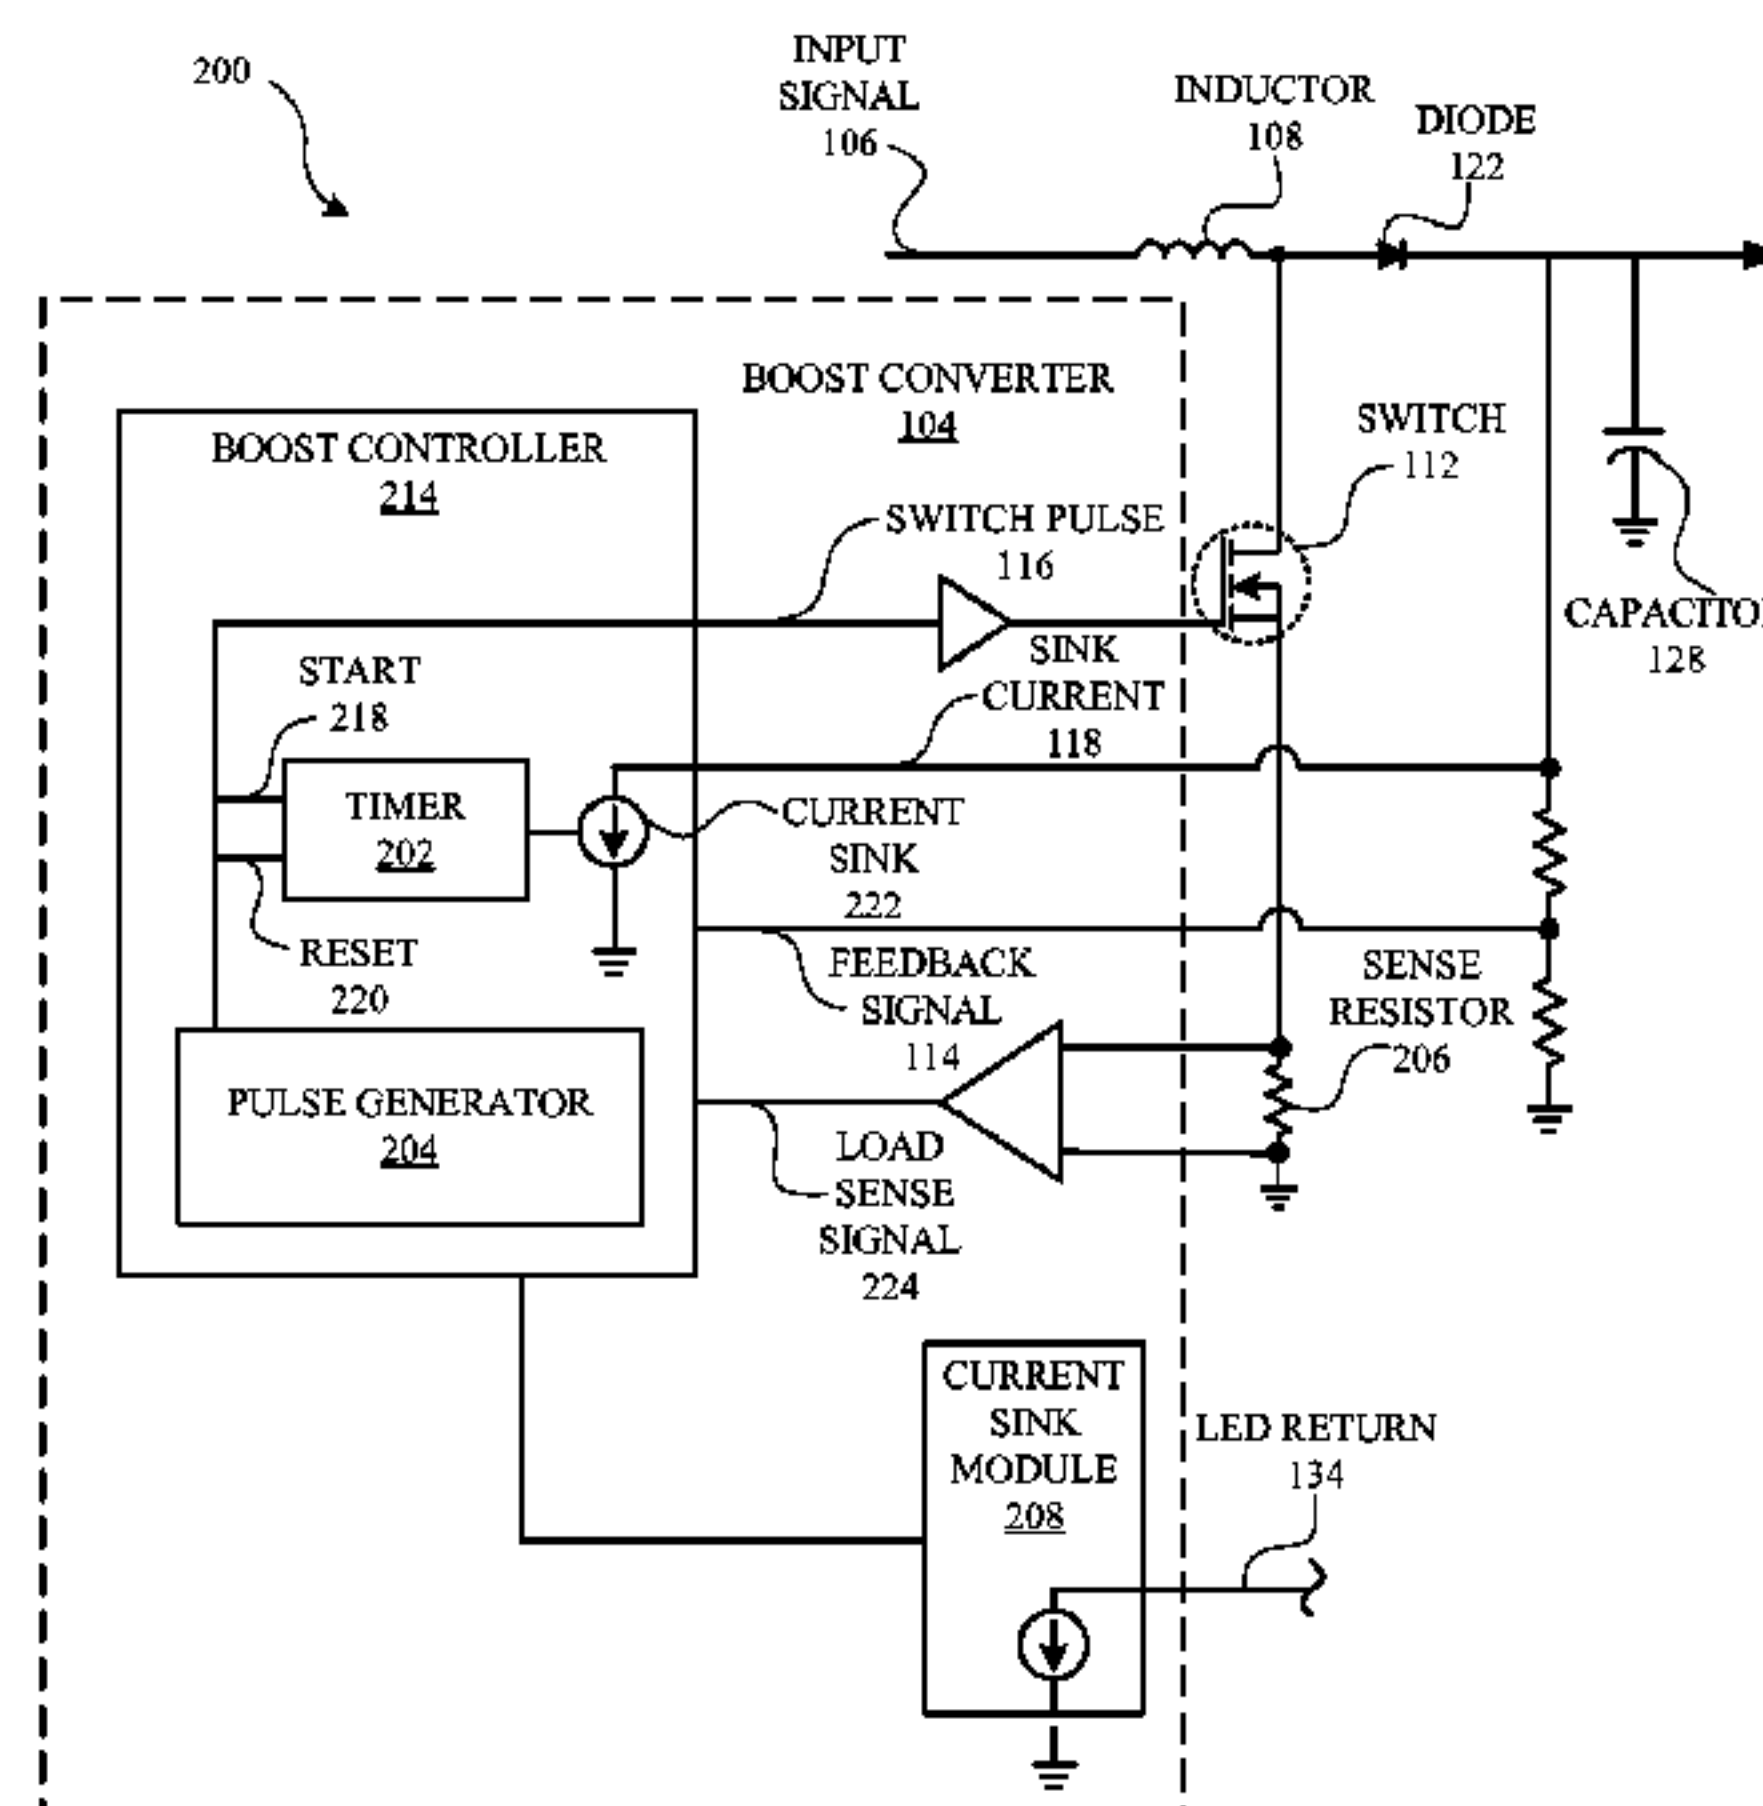 200
INPUT
SIGNAL
106
INDUCTOR
108
DIODE
122
BOOST CONVERTER
104
BOOST CONTROLLER
214
SWITCH
112
SWITCH PULSE
116
CAPACITO
128
START
218
SINK
CURRENT
118
TIMER
202
CURRENT
SINK
222
RESET
220
FEEDBACK
SIGNAL
114
SENSE
RESISTOR
206
PULSE GENERATOR
204
LOAD
SENSE
SIGNAL
224
CURRENT
SINK
MODULE
208
LED RETURN
134